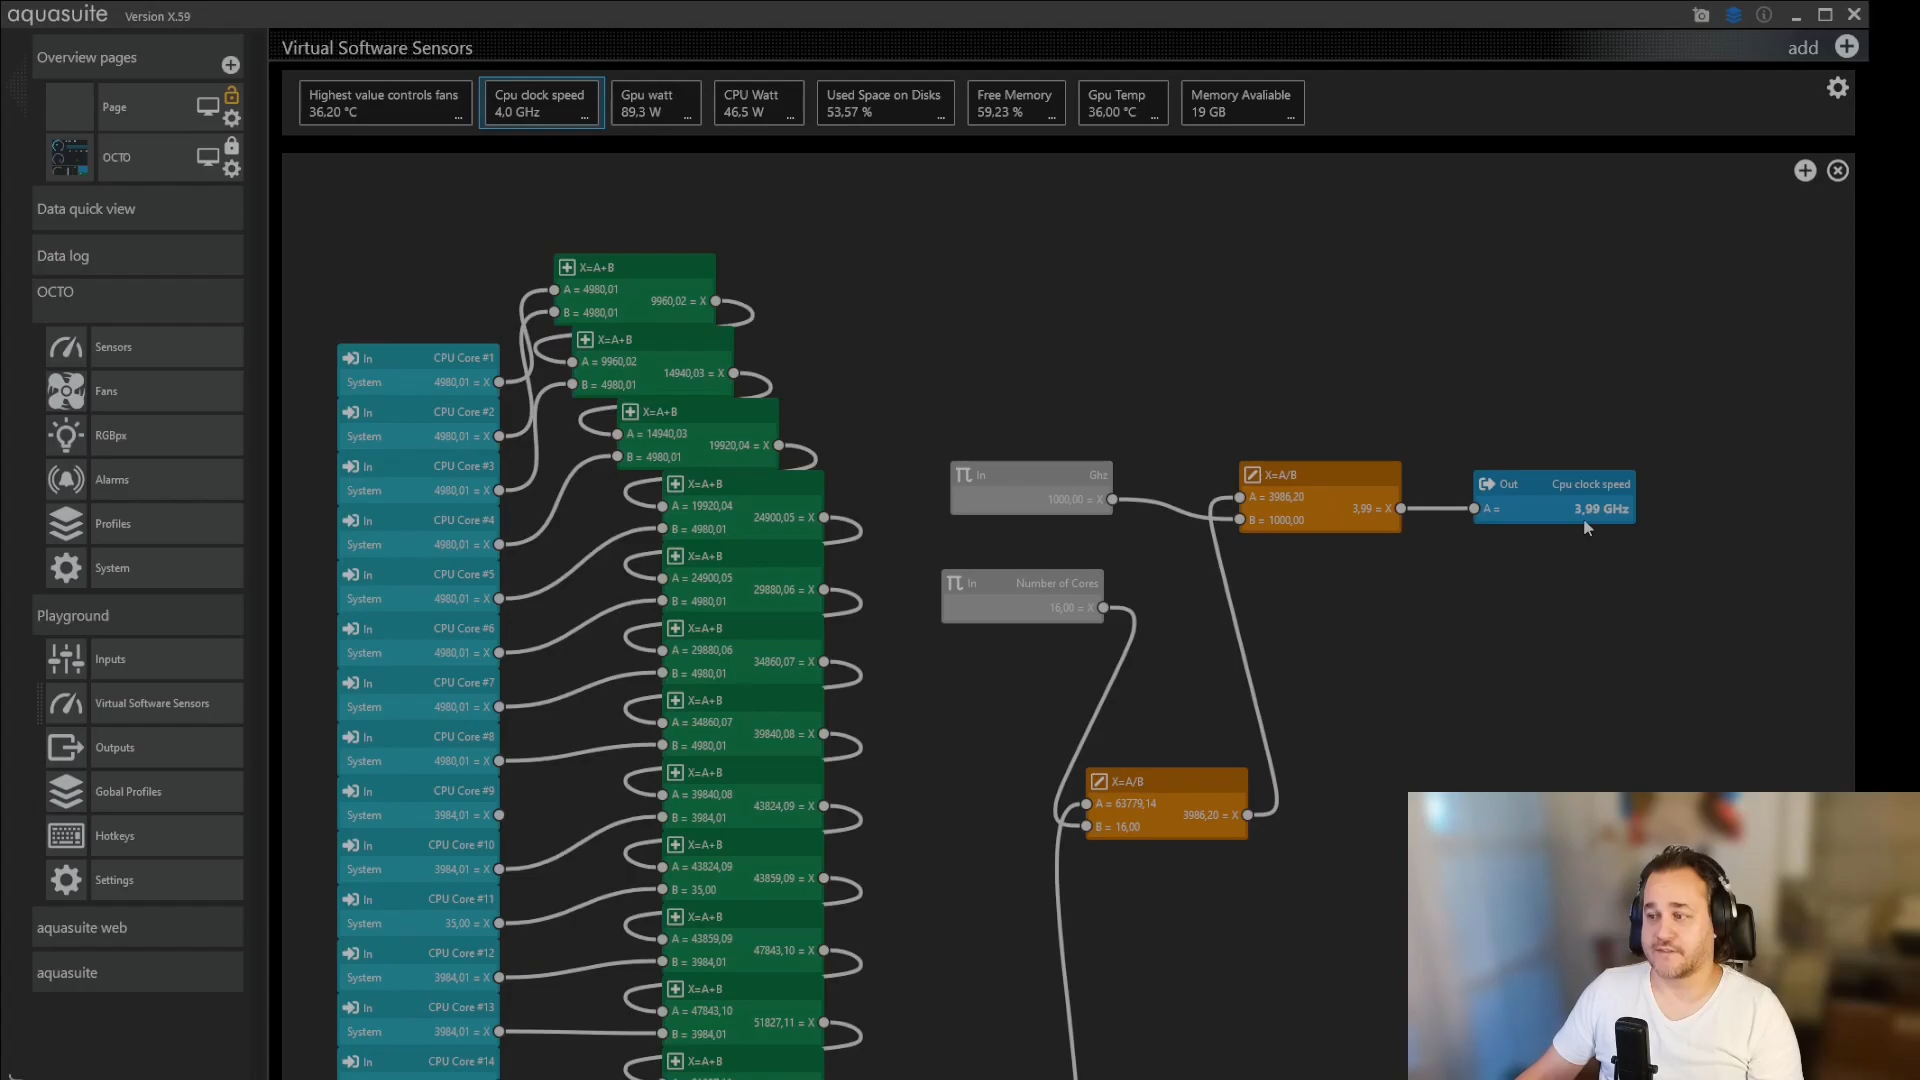 aquasuite Version X.59
Overview pages
Page
OCTO
Data quick view
Data log
OCTO
Sensors
Fans
RGBpx
Alarms
Profiles
System
Playground
Inputs
Virtual Software Sensors
Outputs
Gobal Profiles
Hotkeys
Settings
aquasuite web
aquasuite
Virtual Software Sensors
add
Highest value controls fans
36,20 °C
...
Cpu clock speed
4,0 GHz
...
Gpu watt
89,3 W
...
CPU Watt
46,5 W
...
Used Space on Disks
53,57 %
...
Free Memory
59,23 %
...
Gpu Temp
36,00 °C
...
Memory Avaliable
19 GB
...
In CPU Core #1
System 4980,01 = X
In CPU Core #2
System 4980,01 = X
In CPU Core #3
System 4980,01 = X
In CPU Core #4
System 4980,01 = X
In CPU Core #5
System 4980,01 = X
In CPU Core #6
System 4980,01 = X
In CPU Core #7
System 4980,01 = X
In CPU Core #8
System 4980,01 = X
In CPU Core #9
System 3984,01 = X
In CPU Core #10
System 3984,01 = X
In CPU Core #11
System 35,00 = X
In CPU Core #12
System 3984,01 = X
In CPU Core #13
System 3984,01 = X
In CPU Core #14
X=A+B
A = 4980,01
9960,02 = X
B = 4980,01
X=A+B
A = 9960,02
14940,03 = X
B = 4980,01
X=A+B
A = 14940,03
19920,04 = X
B = 4980,01
X=A+B
A = 19920,04
24900,05 = X
B = 4980,01
X=A+B
A = 24900,05
29880,06 = X
B = 4980,01
X=A+B
A = 29880,06
34860,07 = X
B = 4980,01
X=A+B
A = 34860,07
39840,08 = X
B = 4980,01
X=A+B
A = 39840,08
43824,09 = X
B = 3984,01
X=A+B
A = 43824,09
43859,09 = X
B = 35,00
X=A+B
A = 43859,09
47843,10 = X
B = 3984,01
X=A+B
A = 47843,10
51827,11 = X
B = 3984,01
X=A+B
In Ghz
1000,00 = X
In Number of Cores
16,00 = X
X=A/B
A = 3986,20
3,99 = X
B = 1000,00
Out Cpu clock speed
A = 3,99 GHz
X=A/B
A = 63779,14
3986,20 = X
B = 16,00